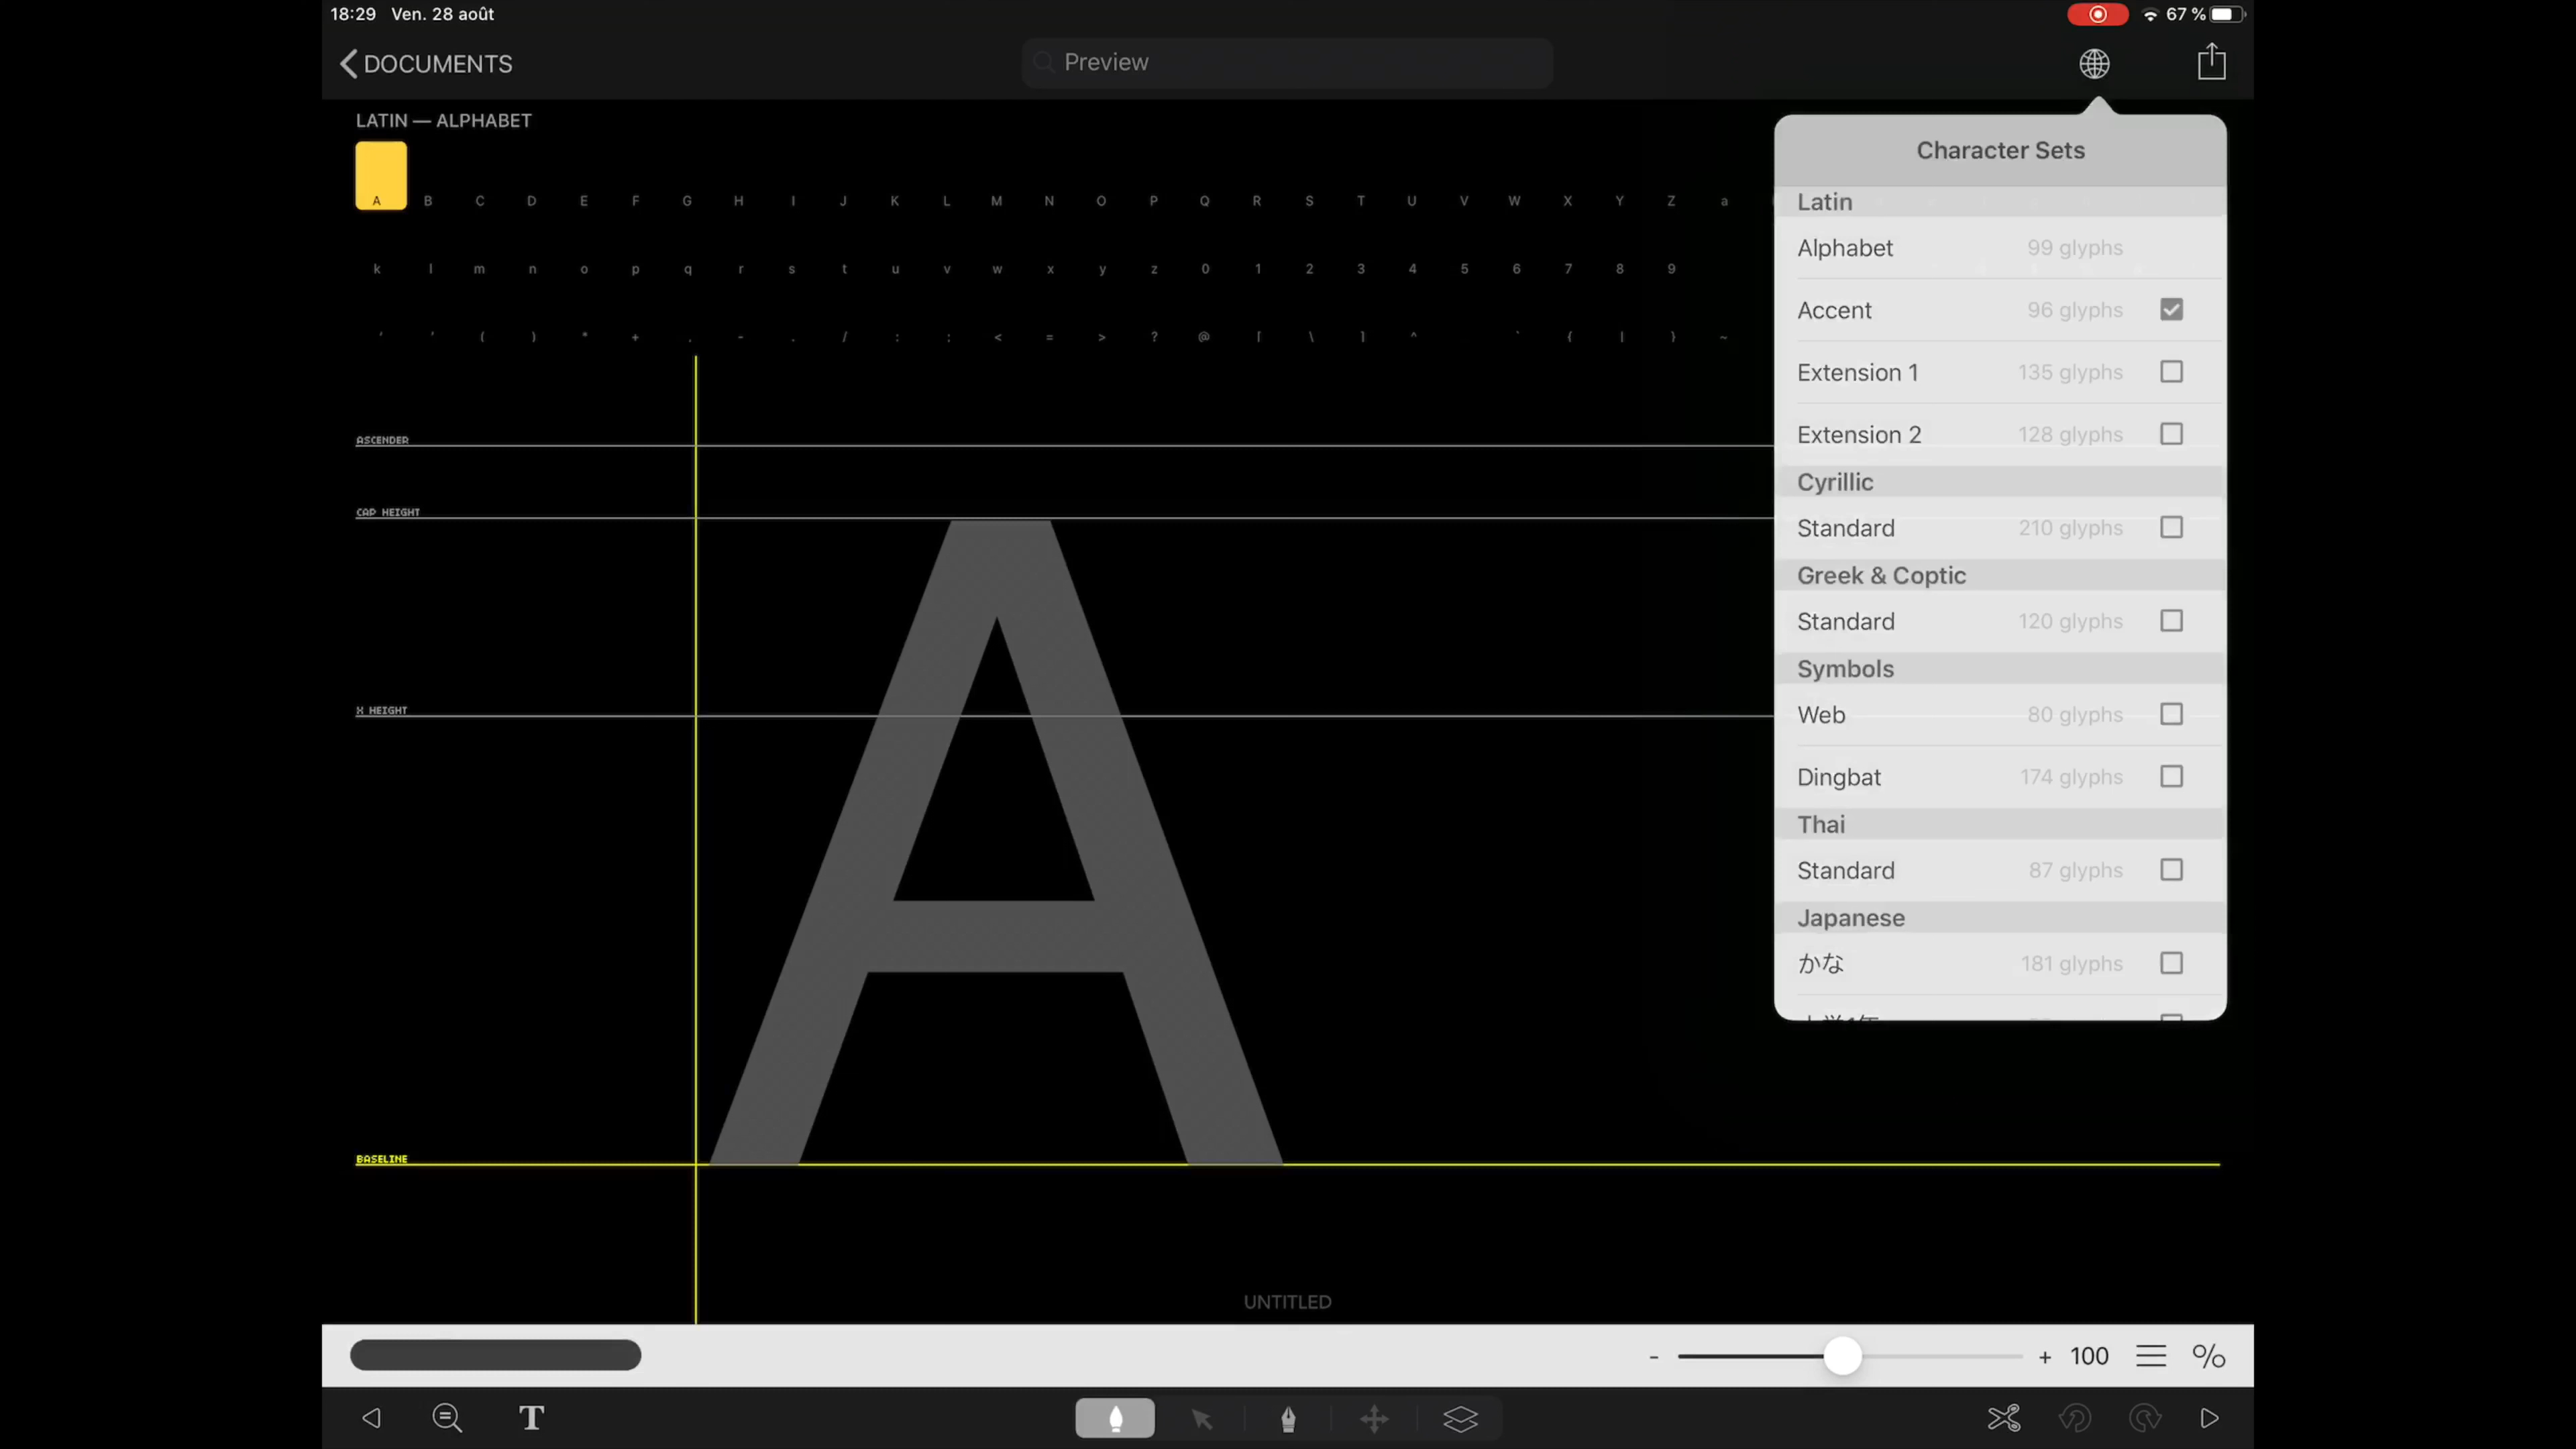 18:29 Ven. 28 août
67 %
DOCUMENTS
Preview
LATIN — ALPHABET
A B C D E F G H I J K L M N O P Q R S T U V W X Y Z a
k l m n o p q r s t u v w x y z 0 1 2 3 4 5 6 7 8 9
( ) * + , - . / : ; < = > ? @ [ \ ] ^ ` { | } ~
Character Sets
Latin
Alphabet 99 glyphs
Accent 96 glyphs
Extension 1 135 glyphs
Extension 2 128 glyphs
Cyrillic
Standard 210 glyphs
Greek & Coptic
Standard 120 glyphs
Symbols
Web 80 glyphs
Dingbat 174 glyphs
Thai
Standard 87 glyphs
Japanese
かな 181 glyphs
ASCENDER
CAP HEIGHT
X HEIGHT
A
BASELINE
UNTITLED
- + 100 %
T